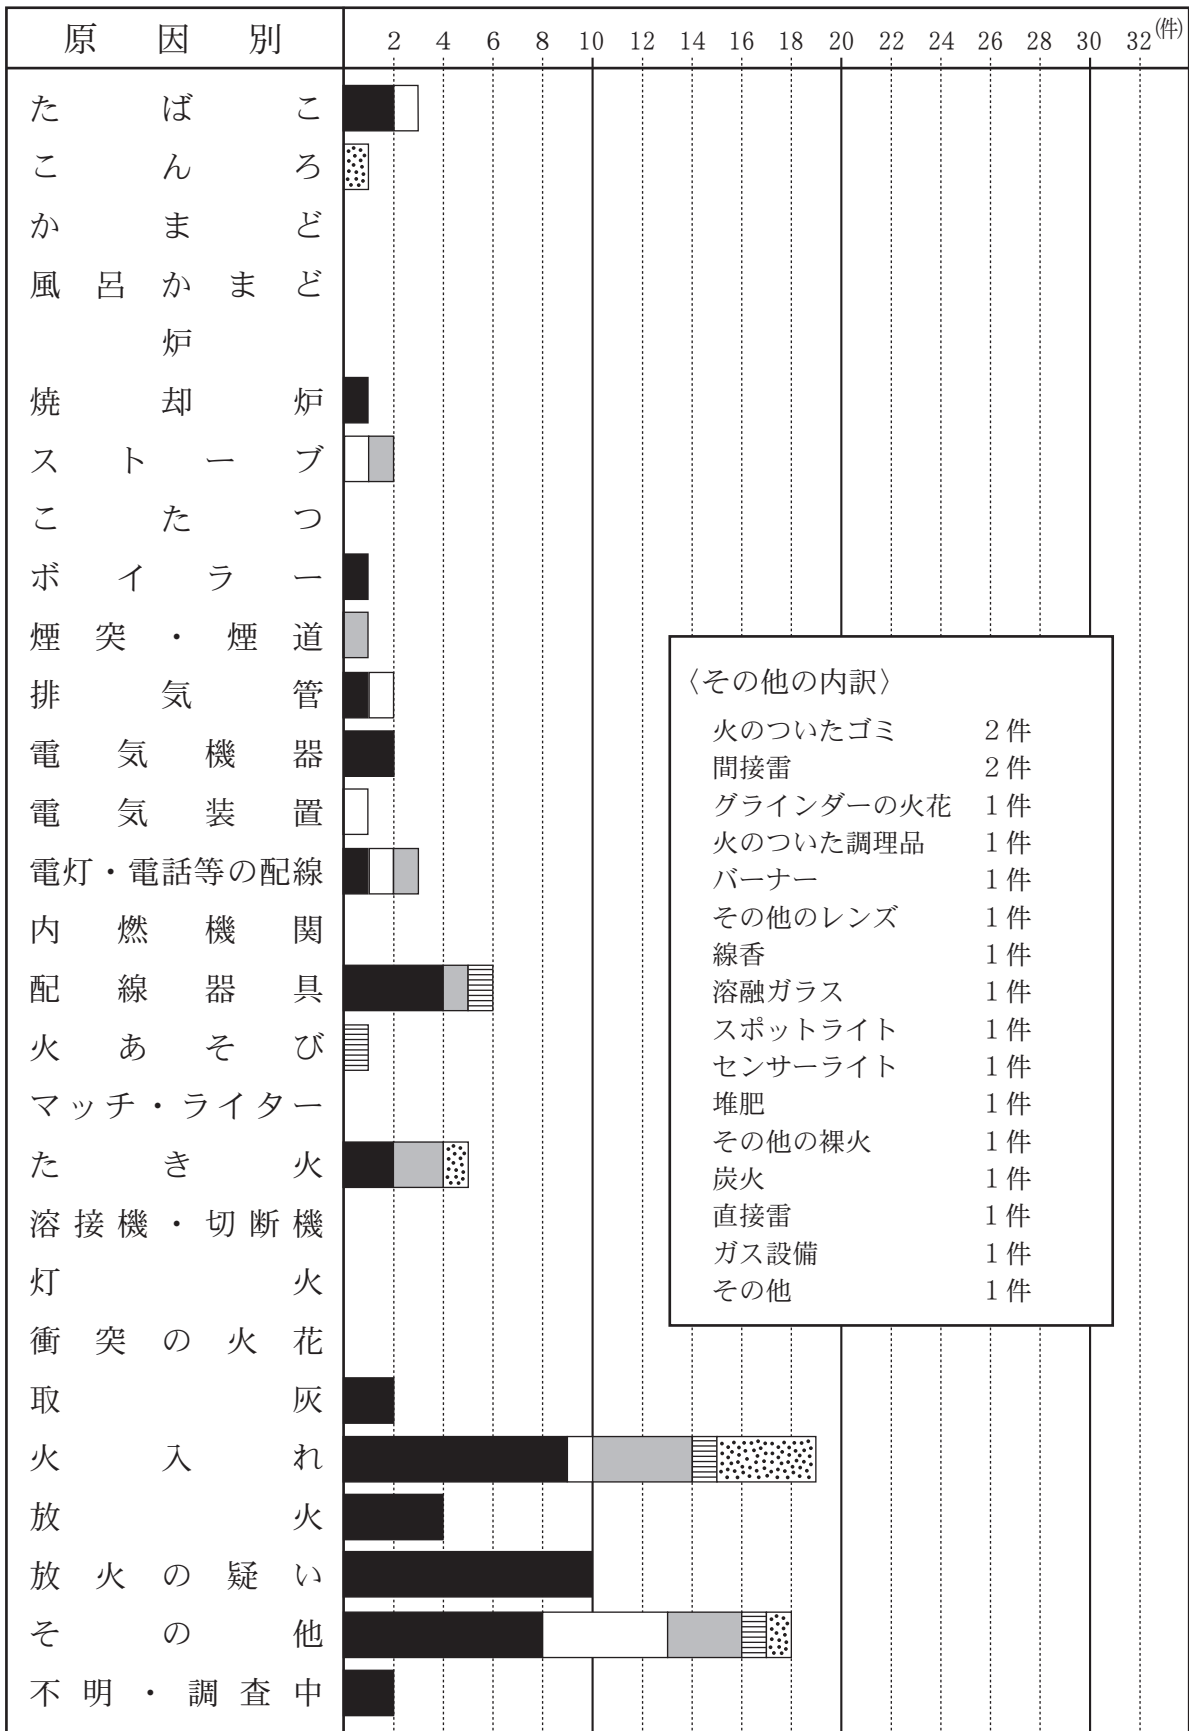 原因別 2 4 6 8 10 12 14 16 18 20 22 24 26 28 30 32 (件)
たばこ
こんろ
かまど
風呂かまど
炉
焼却炉
ストーブ
こたつ
ボイラー
煙突・煙道
排気管
電気機器
電気装置
電灯・電話等の配線
内燃機関
配線器具
火あそび
マッチ・ライター
たき火
溶接機・切断機
灯火
衝突の火花
取灰
火入れ
放火
放火の疑い
その他
不明・調査中
〈その他の内訳〉
火のついたゴミ 2件
間接雷 2件
グラインダーの火花 1件
火のついた調理品 1件
バーナー 1件
その他のレンズ 1件
線香 1件
溶融ガラス 1件
スポットライト 1件
センサーライト 1件
堆肥 1件
その他の裸火 1件
炭火 1件
直接雷 1件
ガス設備 1件
その他 1件